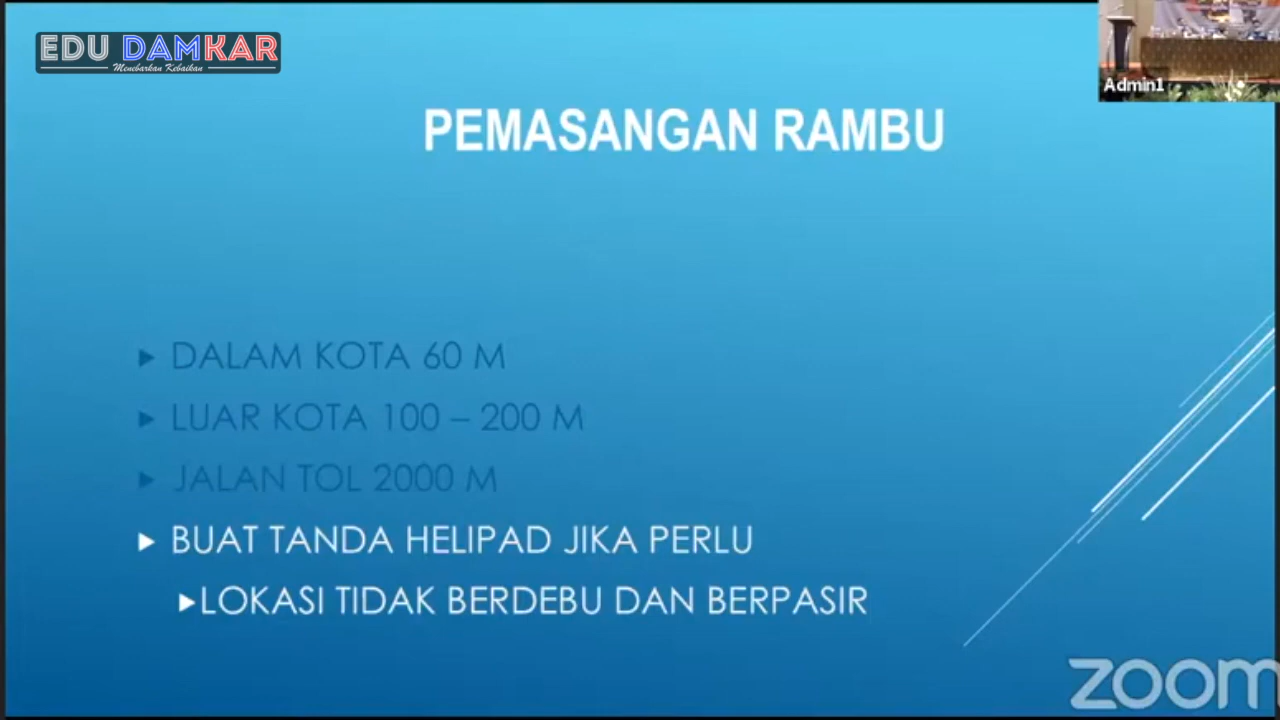 EDU DAMKAR
Menebarkan Kebaikan
Admin1
PEMASANGAN RAMBU
DALAM KOTA 60 M
LUAR KOTA 100 – 200 M
JALAN TOL 2000 M
BUAT TANDA HELIPAD JIKA PERLU
LOKASI TIDAK BERDEBU DAN BERPASIR
zoom